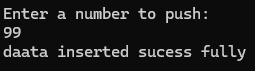 Enter a number to push:
99
daata inserted sucess fully